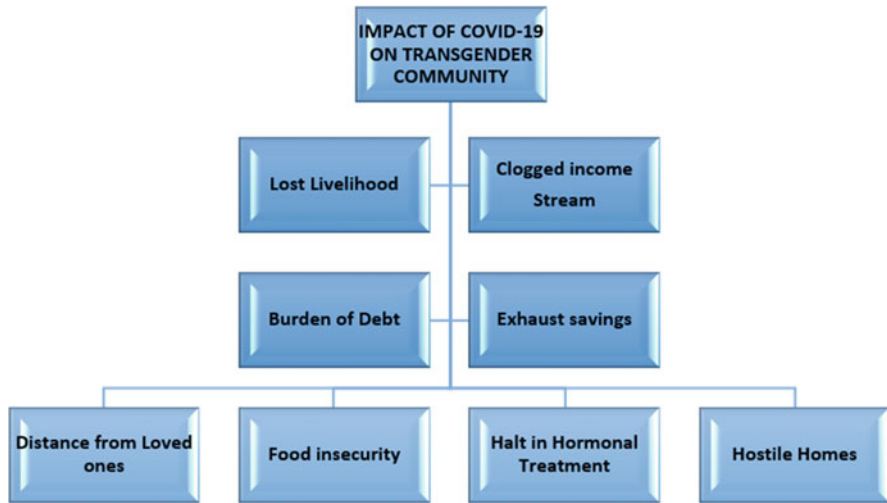 IMPACT OF COVID-19
ON TRANSGENDER
COMMUNITY
Lost Livelihood
Clogged income
Stream
Burden of Debt
Exhaust savings
Distance from Loved
ones
Food insecurity
Halt in Hormonal
Treatment
Hostile Homes